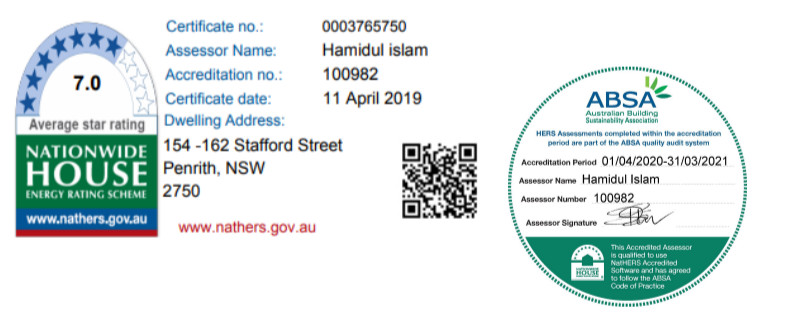 7.0
Average star rating
NATIONWIDE
HOUSE
ENERGY RATING SCHEME
www.nathers.gov.au
Certificate no.: 0003765750
Assessor Name: Hamidul islam
Accreditation no.: 100982
Certificate date: 11 April 2019
Dwelling Address:
154 -162 Stafford Street
Penrith, NSW
2750
www.nathers.gov.au
ABSA
Australian Building
Sustainability Association
HERS Assessments completed within the accreditation
period are part of the ABSA quality audit system
Accreditation Period 01/04/2020-31/03/2021
Assessor Name Hamidul Islam
Assessor Number 100982
Assessor Signature
This Accredited Assessor
is qualified to use
NatHERS Accredited
Software and has agreed
to follow the ABSA
Code of Practice
NATIONWIDE
HOUSE